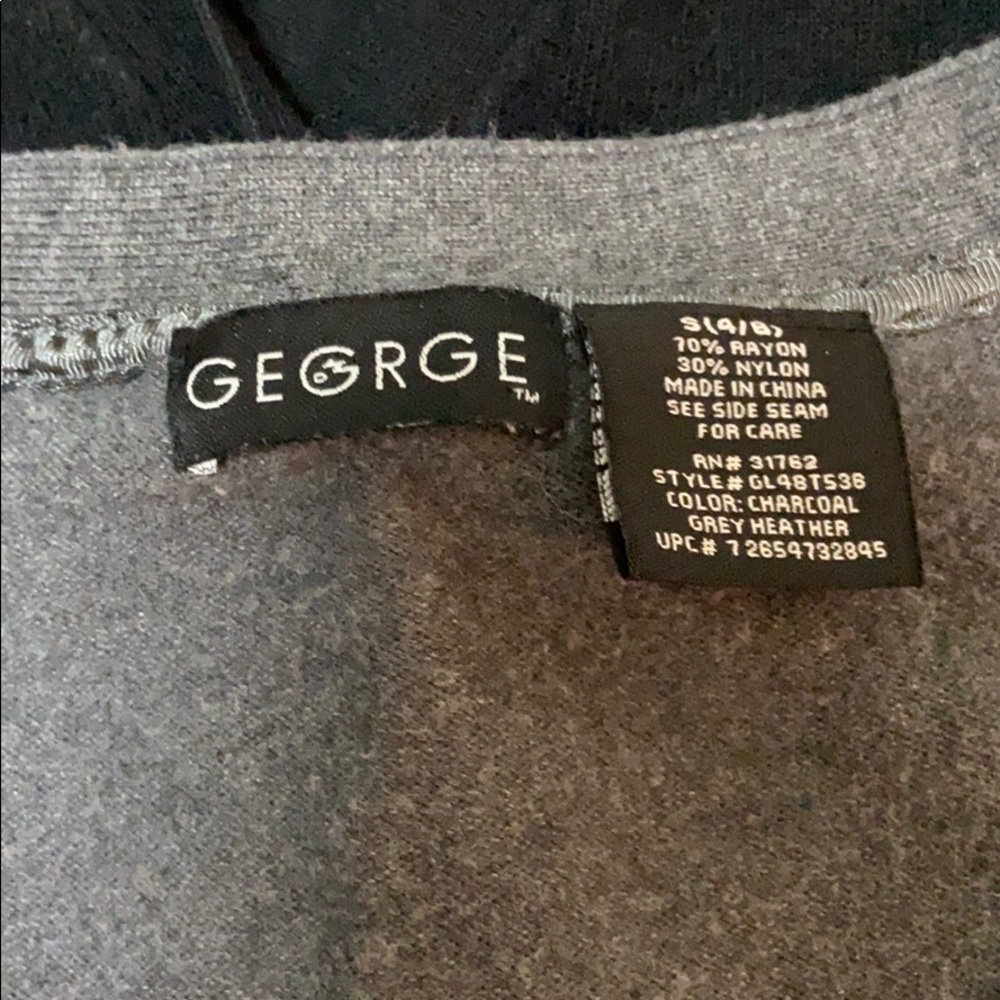 GEORGE
TM
S(4/6)
70% RAYON
30% NYLON
MADE IN CHINA
SEE SIDE SEAM
FOR CARE
RN# 31762
STYLE# GL48T536
COLOR: CHARCOAL
GREY HEATHER
UPC# 7 2654732845